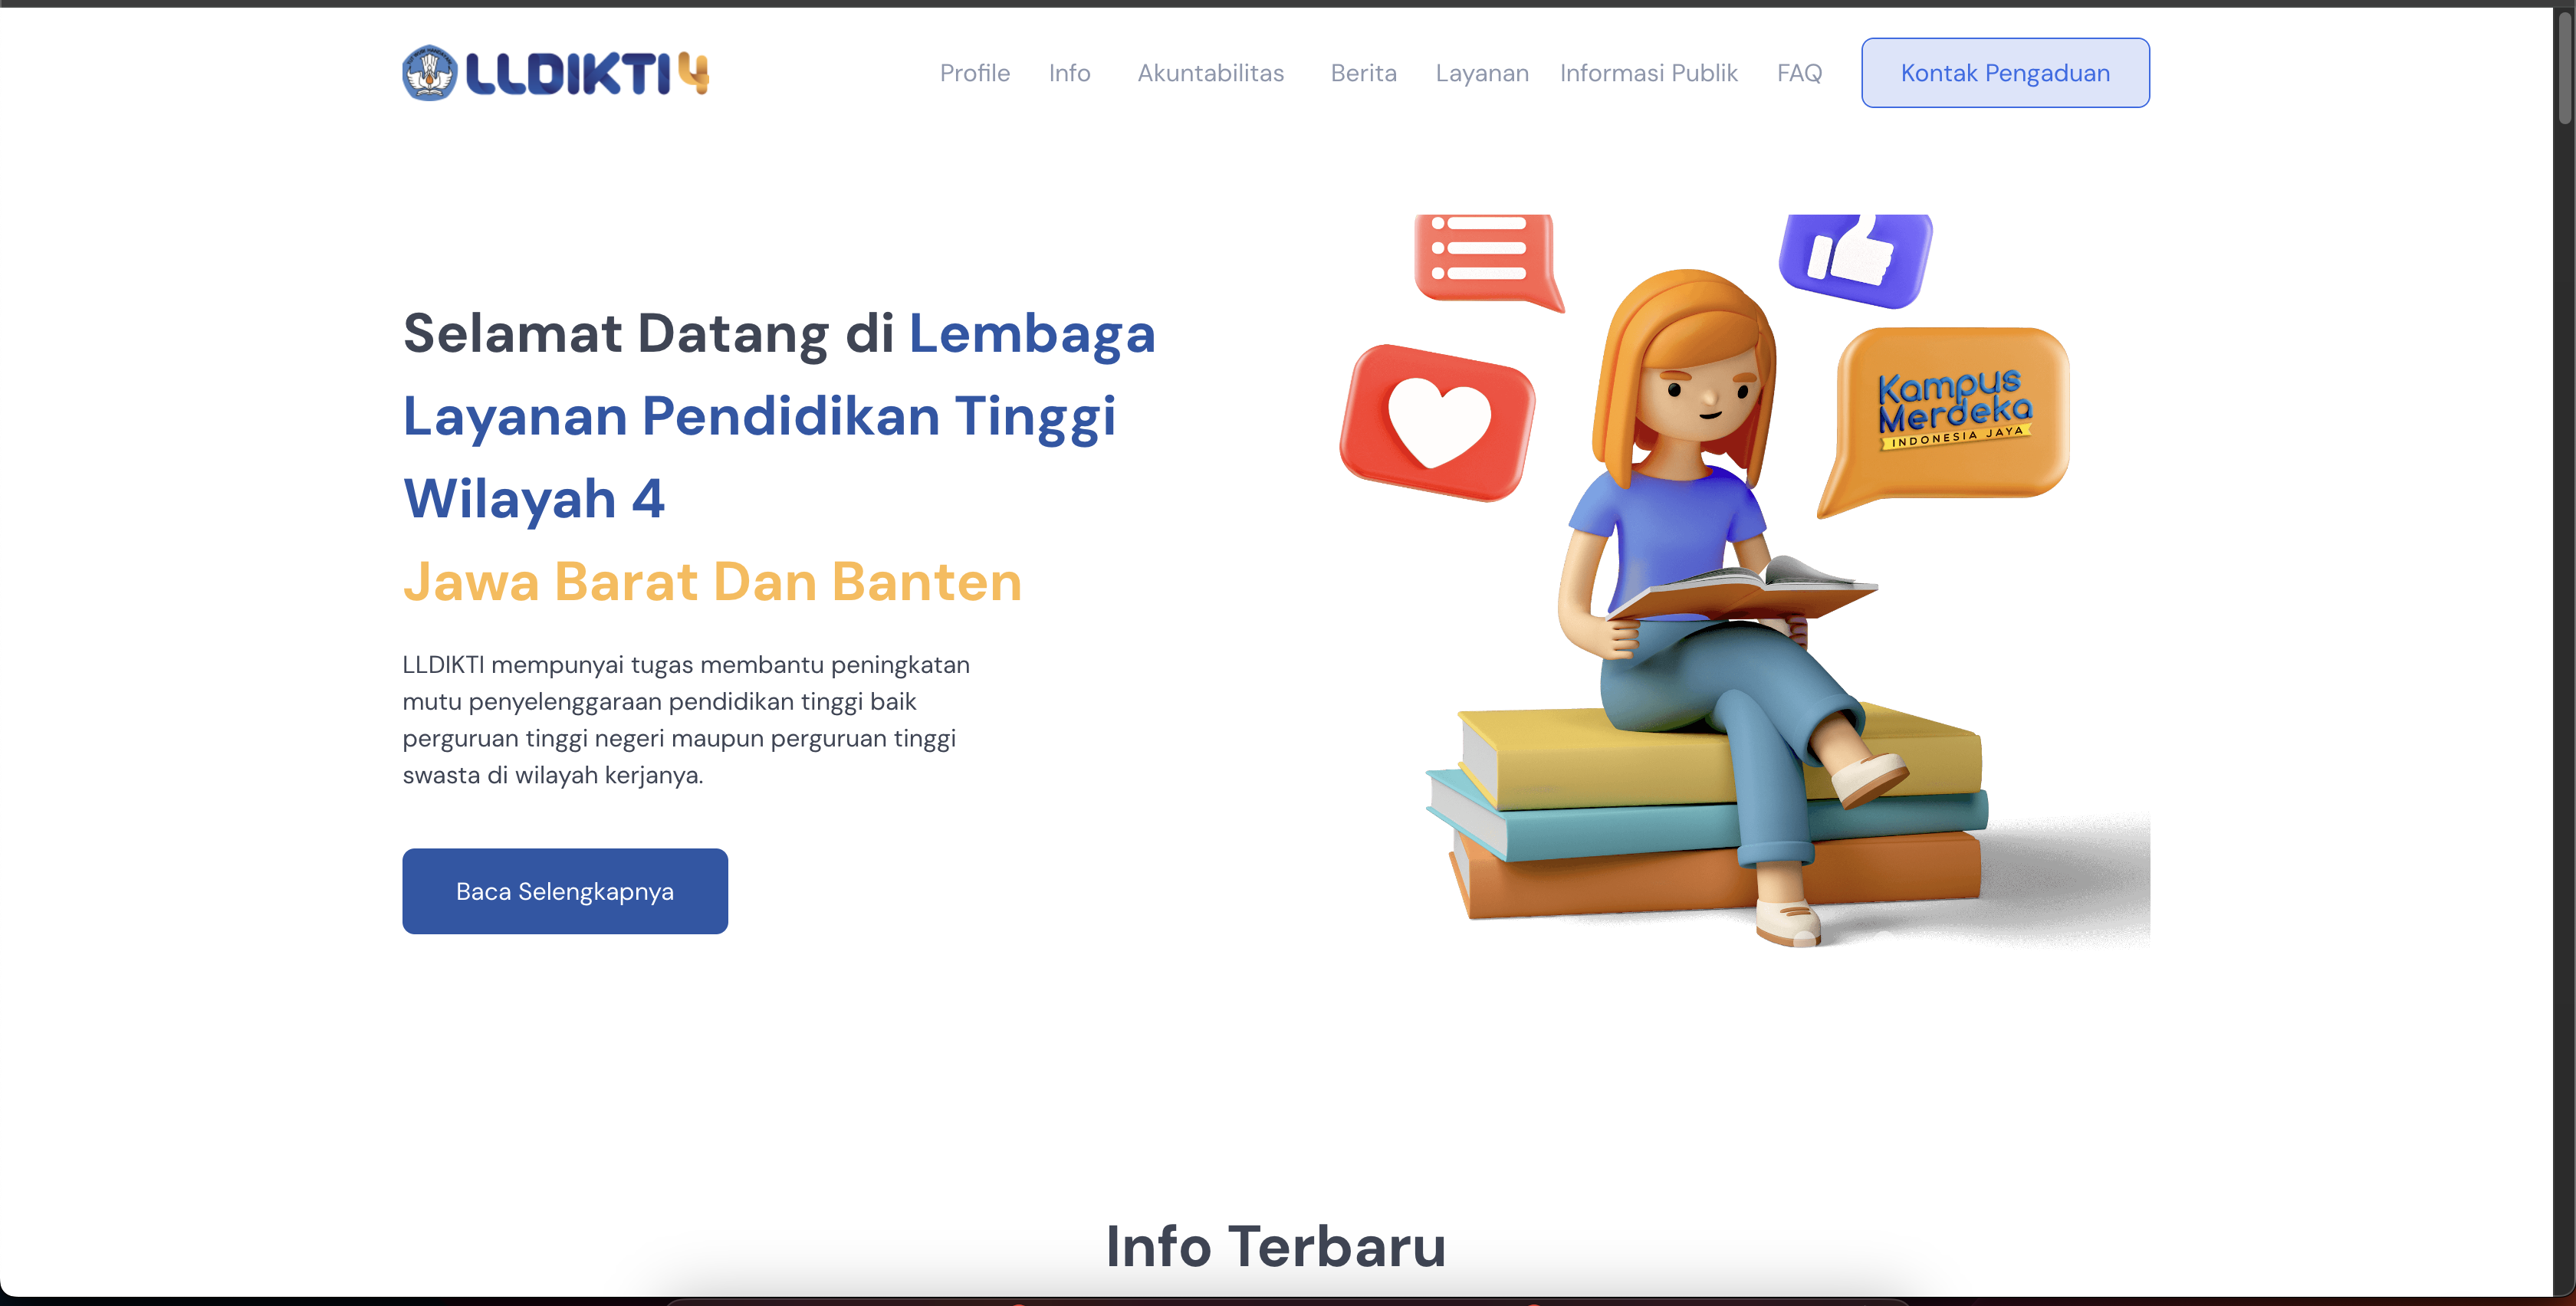 LLDIKTI 4
Profile Info Akuntabilitas Berita Layanan Informasi Publik FAQ Kontak Pengaduan
Selamat Datang di Lembaga
Layanan Pendidikan Tinggi
Wilayah 4
Jawa Barat Dan Banten
LLDIKTI mempunyai tugas membantu peningkatan
mutu penyelenggaraan pendidikan tinggi baik
perguruan tinggi negeri maupun perguruan tinggi
swasta di wilayah kerjanya.
Baca Selengkapnya
Kampus
Merdeka
INDONESIA JAYA
Info Terbaru